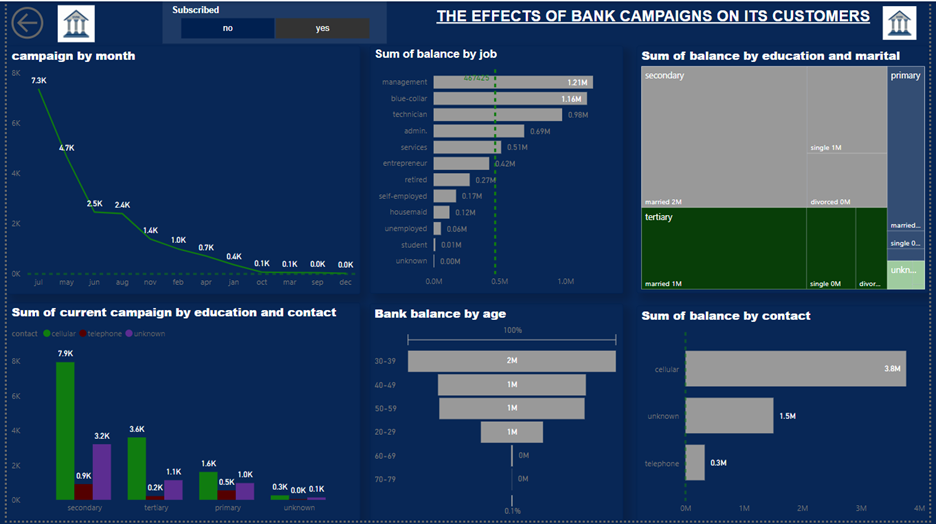 Subscribed
no yes
THE EFFECTS OF BANK CAMPAIGNS ON ITS CUSTOMERS
campaign by month
8K
6K
4K
2K
0K
7.3K
4.7K
2.5K
2.4K
1.4K
1.0K
0.7K
0.4K
0.1K
0.1K
0.0K
0.0K
jul may jun aug nov feb apr jan oct mar sep dec
Sum of balance by job
467425
management 1.21M
blue-collar 1.16M
technician 0.98M
admin. 0.69M
services 0.51M
entrepreneur 0.42M
retired 0.27M
self-employed 0.17M
housemaid 0.12M
unemployed 0.06M
student 0.01M
unknown 0.00M
0.0M 0.5M 1.0M
Sum of balance by education and marital
secondary
married 2M
single 1M
divorced 0M
tertiary
married 1M
single 0M
divor...
primary
married...
single 0...
unkn...
Sum of current campaign by education and contact
contact cellular telephone unknown
8K
6K
4K
2K
0K
7.9K
0.9K
3.2K
3.6K
0.2K
1.1K
1.6K
0.5K
1.0K
0.3K
0.0K
0.1K
secondary tertiary primary unknown
Bank balance by age
100%
30-39 2M
40-49 1M
50-59 1M
20-29 1M
60-69 0M
70-79 0M
0.1%
Sum of balance by contact
cellular 3.8M
unknown 1.5M
telephone 0.3M
0M 1M 2M 3M 4M